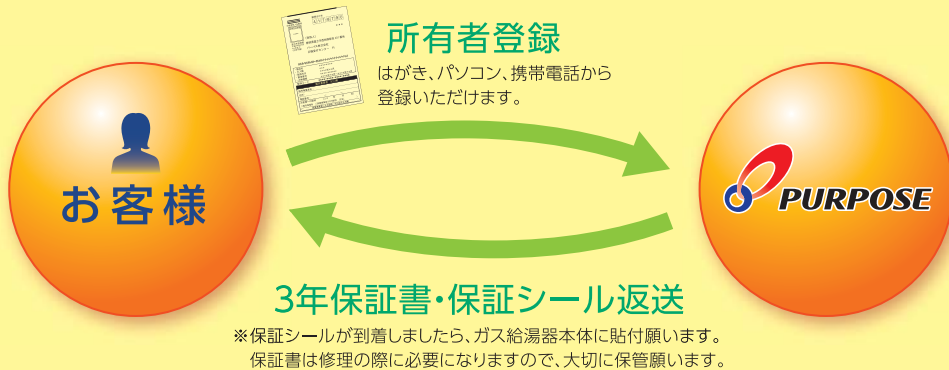 所有者登録
はがき、パソコン、携帯電話から
登録いただけます。
お客様
PURPOSE
3年保証書・保証シール返送
※保証シールが到着しましたら、ガス給湯器本体に貼付願います。
保証書は修理の際に必要になりますので、大切に保管願います。